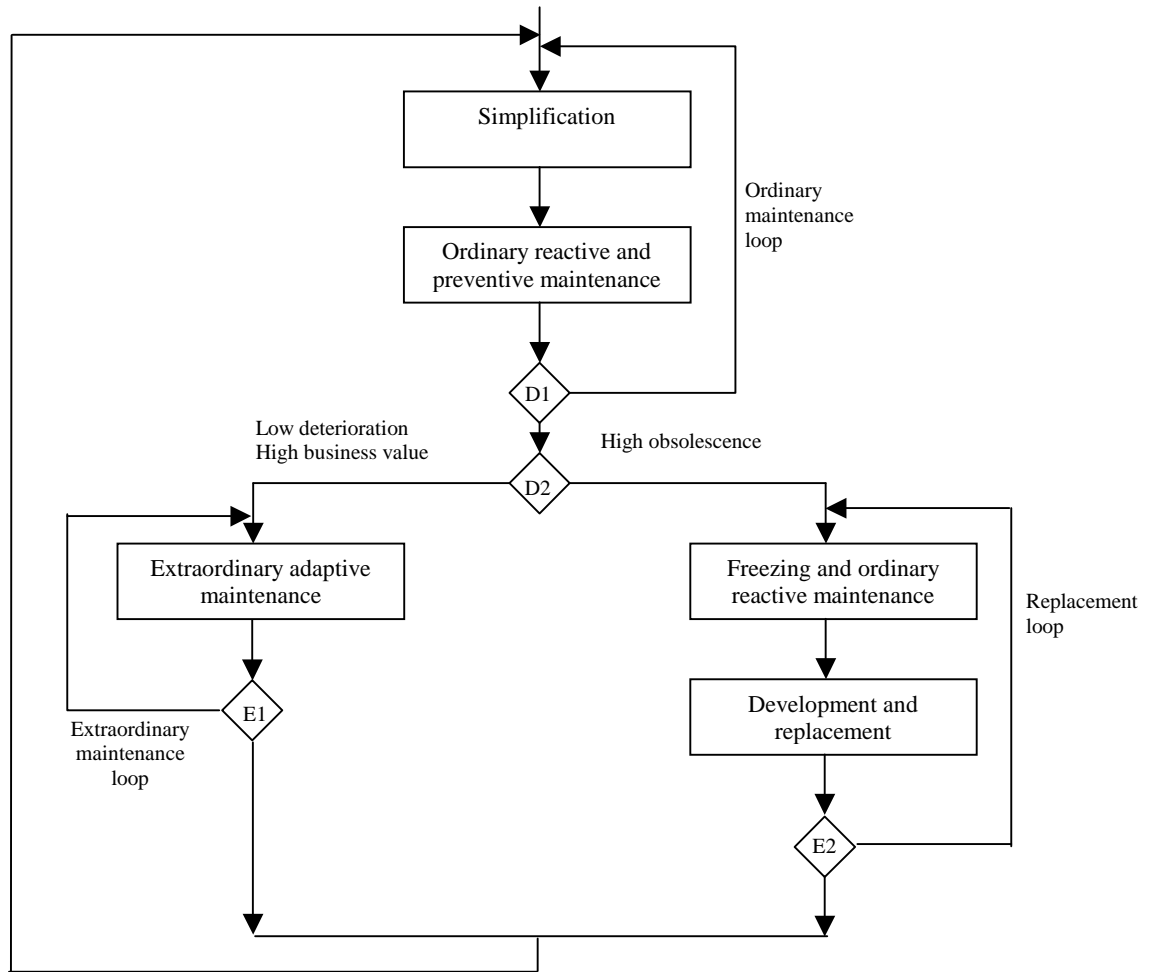 Simplification
Ordinary
maintenance
loop
Ordinary reactive and
preventive maintenance
D1
Low deterioration
High business value
High obsolescence
D2
Extraordinary adaptive
maintenance
Freezing and ordinary
reactive maintenance
Replacement
loop
E1
Extraordinary
maintenance
loop
Development and
replacement
E2